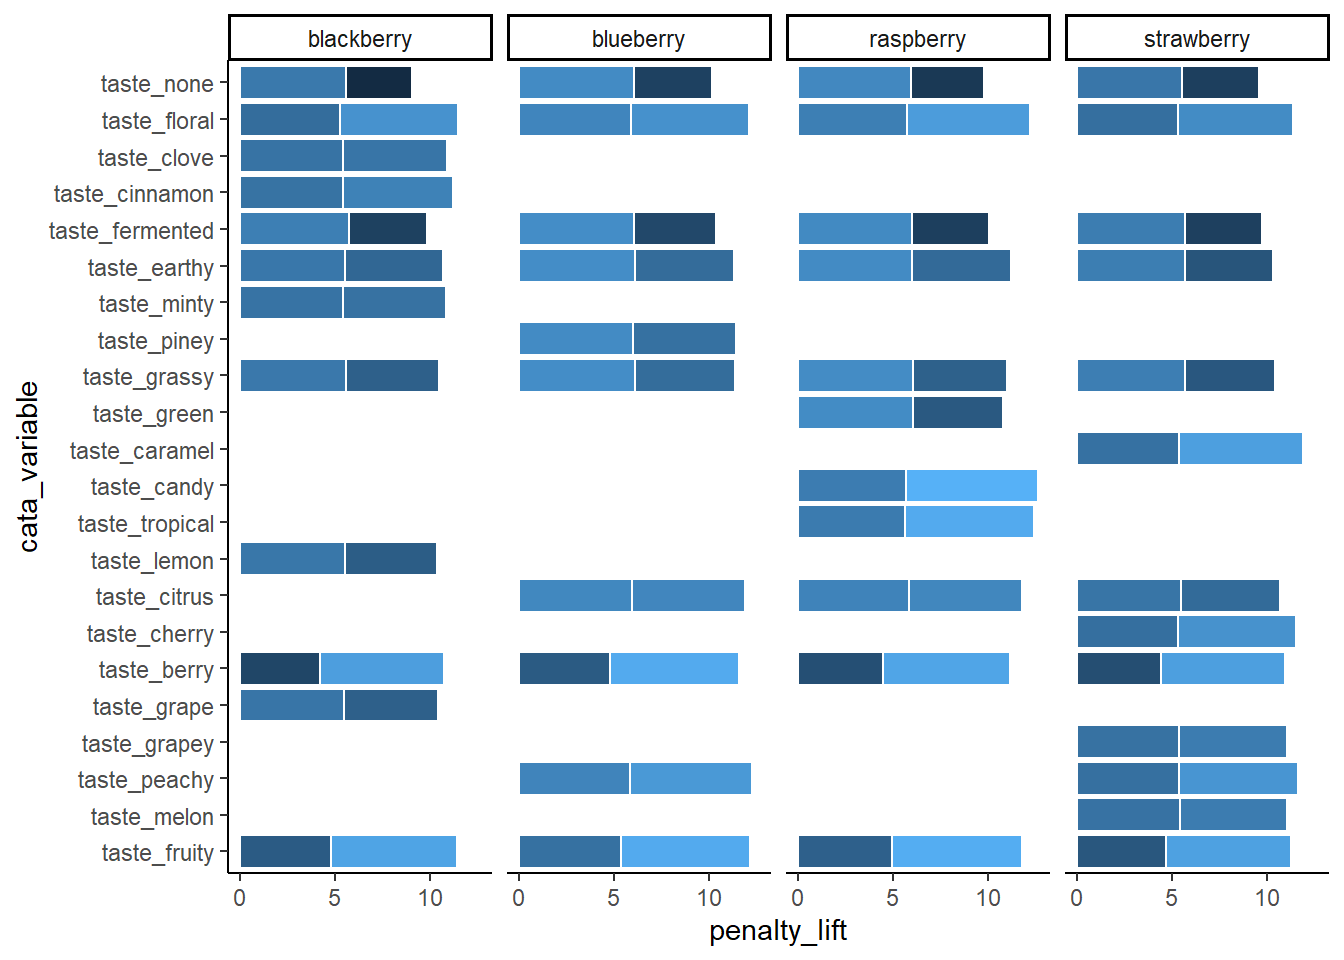 blackberry blueberry raspberry strawberry
taste_none
taste_floral
taste_clove
taste_cinnamon
taste_fermented
taste_earthy
taste_minty
taste_piney
taste_grassy
taste_green
taste_caramel
taste_candy
taste_tropical
taste_lemon
taste_citrus
taste_cherry
taste_berry
taste_grape
taste_grapey
taste_peachy
taste_melon
taste_fruity
cata_variable
0 5 10 0 5 10 0 5 10 0 5 10
penalty_lift